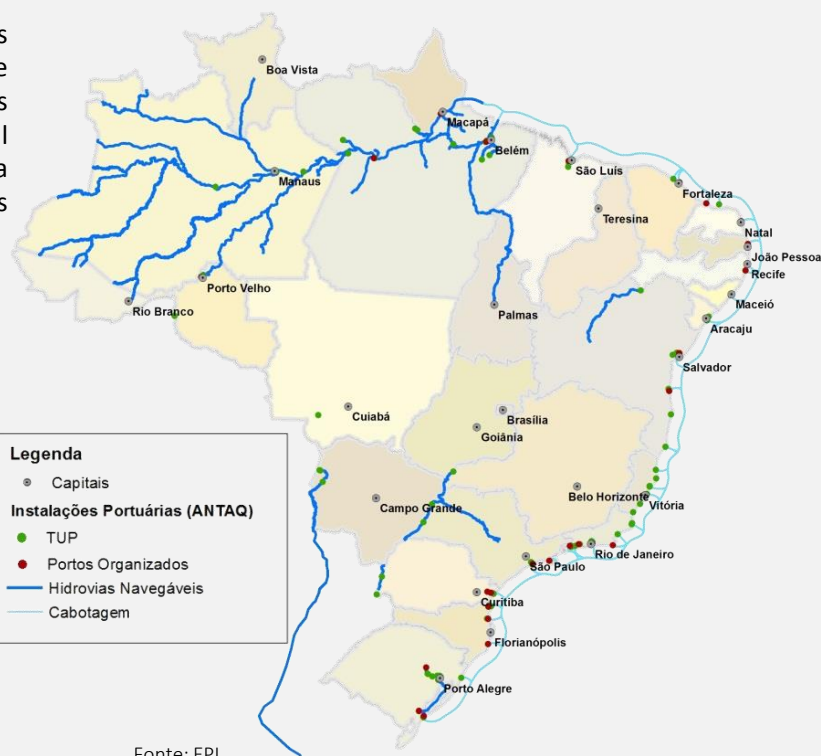 s
e
s
l
a
s
Boa Vista
Macapá
Belém
São Luís
Manaus
Fortaleza
Teresina
Natal
João Pessoa
Recife
Porto Velho
Rio Branco
Palmas
Maceió
Aracaju
Salvador
Cuiabá
Brasília
Goiânia
Legenda
Capitais
Instalações Portuárias (ANTAQ)
TUP
Portos Organizados
Hidrovias Navegáveis
Cabotagem
Belo Horizonte
Campo Grande
Vitória
Rio de Janeiro
São Paulo
Curitiba
Florianópolis
Porto Alegre
Fonte: EPL